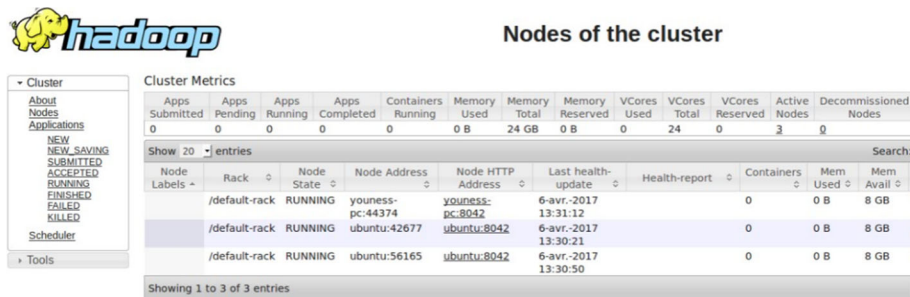 hadoop
Nodes of the cluster
Cluster
About
Nodes
Applications
NEW
NEW_SAVING
SUBMITTED
ACCEPTED
RUNNING
FINISHED
FAILED
KILLED
Scheduler
Tools
Cluster Metrics
Apps Apps Apps Apps Containers Memory Memory Memory VCores VCores VCores Active Decommissioned
Submitted Pending Running Completed Running Used Total Reserved Used Total Reserved Nodes Nodes
0 0 0 0 0 0 B 24 GB 0 B 0 24 0 3 0
Show 20 entries Search:
Node Node Node Address Node HTTP Last health- Containers Mem Mem
Labels Rack State Address update Health-report Used Avail
/default-rack RUNNING youness- youness- 6-avr.-2017 0 0 B 8 GB
pc:44374 pc:8042 13:31:12
/default-rack RUNNING ubuntu:42677 ubuntu:8042 6-avr.-2017 0 0 B 8 GB
13:30:21
/default-rack RUNNING ubuntu:56165 ubuntu:8042 6-avr.-2017 0 0 B 8 GB
13:30:50
Showing 1 to 3 of 3 entries